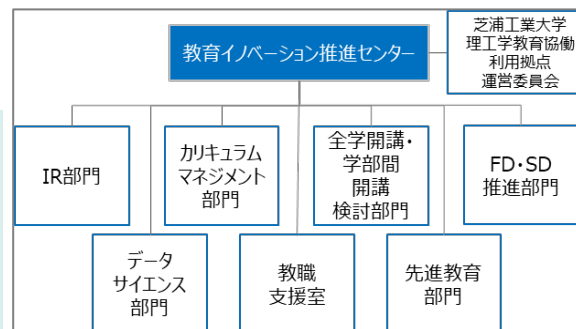 教育イノベーション推進センター
芝浦工業大学
理工学教育協働
利用拠点
運営委員会
IR部門
カリキュラム
マネジメント
部門
全学開講・
学部間
開講
検討部門
FD・SD
推進部門
データ
サイエンス
部門
教職
支援室
先進教育
部門